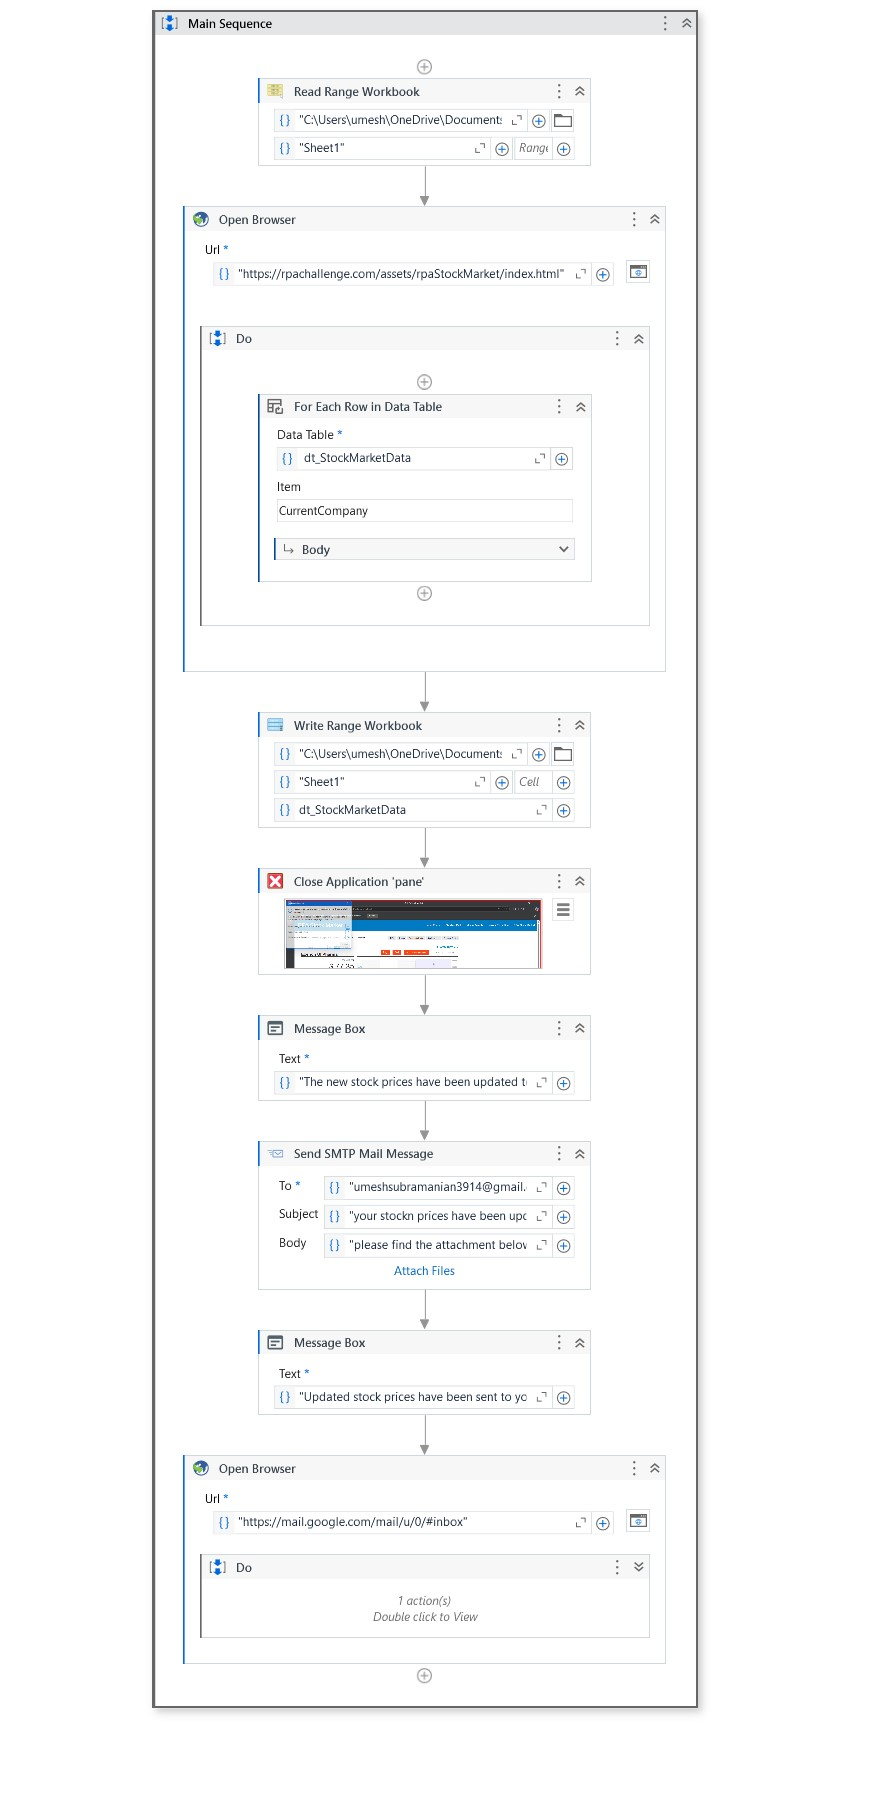 Main Sequence
Read Range Workbook
"C:\Users\umesh\OneDrive\Documents
"Sheet1" Range
Open Browser
Url *
"https://rpachallenge.com/assets/rpaStockMarket/index.html"
Do
For Each Row in Data Table
Data Table *
dt_StockMarketData
Item
CurrentCompany
Body
Write Range Workbook
"C:\Users\umesh\OneDrive\Documents
"Sheet1" Cell
dt_StockMarketData
Close Application 'pane'
Message Box
Text *
"The new stock prices have been updated t
Send SMTP Mail Message
To * "umeshsubramanian3914@gmail.
Subject "your stockn prices have been upd
Body "please find the attachment below
Attach Files
Message Box
Text *
"Updated stock prices have been sent to yo
Open Browser
Url *
"https://mail.google.com/mail/u/0/#inbox"
Do
1 action(s)
Double click to View